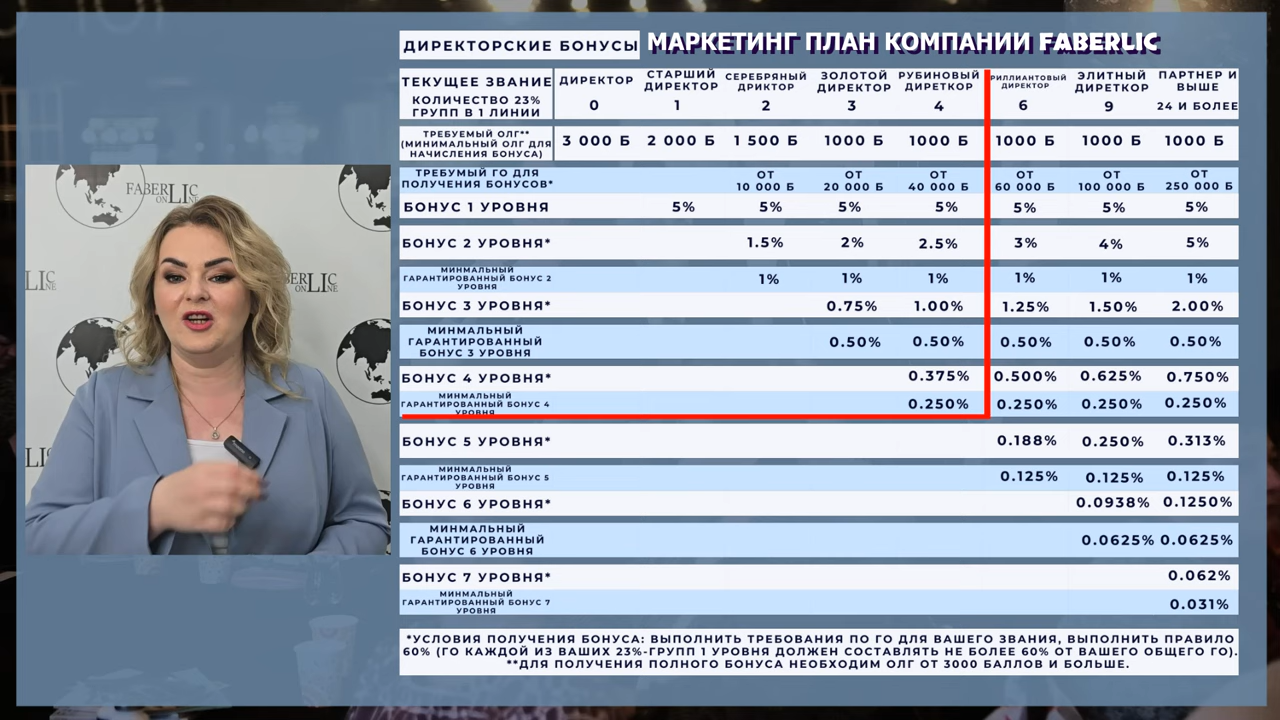 ДИРЕКТОРСКИЕ БОНУСЫ
МАРКЕТИНГ ПЛАН КОМПАНИИ FABERLIC
ТЕКУЩЕЕ ЗВАНИЕ
ДИРЕКТОР
СТАРШИЙ ДИРЕКТОР
СЕРЕБРЯНЫЙ ДРИКТОР
ЗОЛОТОЙ ДИРЕКТОР
РУБИНОВЫЙ ДИРЕТКОР
РИЛЛИАНТОВЫЙ ДИРЕКТОР
ЭЛИТНЫЙ ДИРЕТКОР
ПАРТНЕР И ВЫШЕ
КОЛИЧЕСТВО 23% ГРУПП В 1 ЛИНИИ
0 1 2 3 4 6 9 24 И БОЛЕЕ
ТРЕБУЕМЫЙ ОЛГ**
(МИНИМАЛЬНЫЙ ОЛГ ДЛЯ
НАЧИСЛЕНИЯ БОНУСА)
3 000 Б 2 000 Б 1 500 Б 1000 Б 1000 Б 1000 Б 1000 Б 1000 Б
ТРЕБУМЫЙ ГО ДЛЯ
ПОЛУЧЕНИЯ БОНУСОВ*
ОТ ОТ ОТ ОТ ОТ ОТ
10 000 Б 20 000 Б 40 000 Б 60 000 Б 100 000 Б 250 000 Б
БОНУС 1 УРОВНЯ 5% 5% 5% 5% 5% 5% 5%
БОНУС 2 УРОВНЯ* 1.5% 2% 2.5% 3% 4% 5%
МИНМАЛЬНЫЙ
ГАРАНТИРОВАННЫЙ БОНУС 2
УРОВНЯ
1% 1% 1% 1% 1% 1%
БОНУС 3 УРОВНЯ* 0.75% 1.00% 1.25% 1.50% 2.00%
МИНМАЛЬНЫЙ
ГАРАНТИРОВАННЫЙ
БОНУС 3 УРОВНЯ
0.50% 0.50% 0.50% 0.50% 0.50%
БОНУС 4 УРОВНЯ* 0.375% 0.500% 0.625% 0.750%
МИНМАЛЬНЫЙ
ГАРАНТИРОВАННЫЙ БОНУС 4
УРОВНЯ
0.250% 0.250% 0.250% 0.250%
БОНУС 5 УРОВНЯ* 0.188% 0.250% 0.313%
МИНМАЛЬНЫЙ
ГАРАНТИРОВАННЫЙ БОНУС 5
УРОВНЯ
0.125% 0.125% 0.125%
БОНУС 6 УРОВНЯ* 0.0938% 0.1250%
МИНМАЛЬНЫЙ
ГАРАНТИРОВАННЫЙ
БОНУС 6 УРОВНЯ
0.0625% 0.0625%
БОНУС 7 УРОВНЯ* 0.062%
МИНМАЛЬНЫЙ
ГАРАНТИРОВАННЫЙ БОНУС 7
УРОВНЯ
0.031%
*УСЛОВИЯ ПОЛУЧЕНИЯ БОНУСА: ВЫПОЛНИТЬ ТРЕБОВАНИЯ ПО ГО ДЛЯ ВАШЕГО ЗВАНИЯ, ВЫПОЛНИТЬ ПРАВИЛО
60% (ГО КАЖДОЙ ИЗ ВАШИХ 23%-ГРУПП 1 УРОВНЯ ДОЛЖЕН СОСТАВЛЯТЬ НЕ БОЛЕЕ 60% ОТ ВАШЕГО ОБЩЕГО ГО).
**ДЛЯ ПОЛУЧЕНИЯ ПОЛНОГО БОНУСА НЕОБХОДИМ ОЛГ ОТ 3000 БАЛЛОВ И БОЛЬШЕ.
FABERLIC
ON LINE